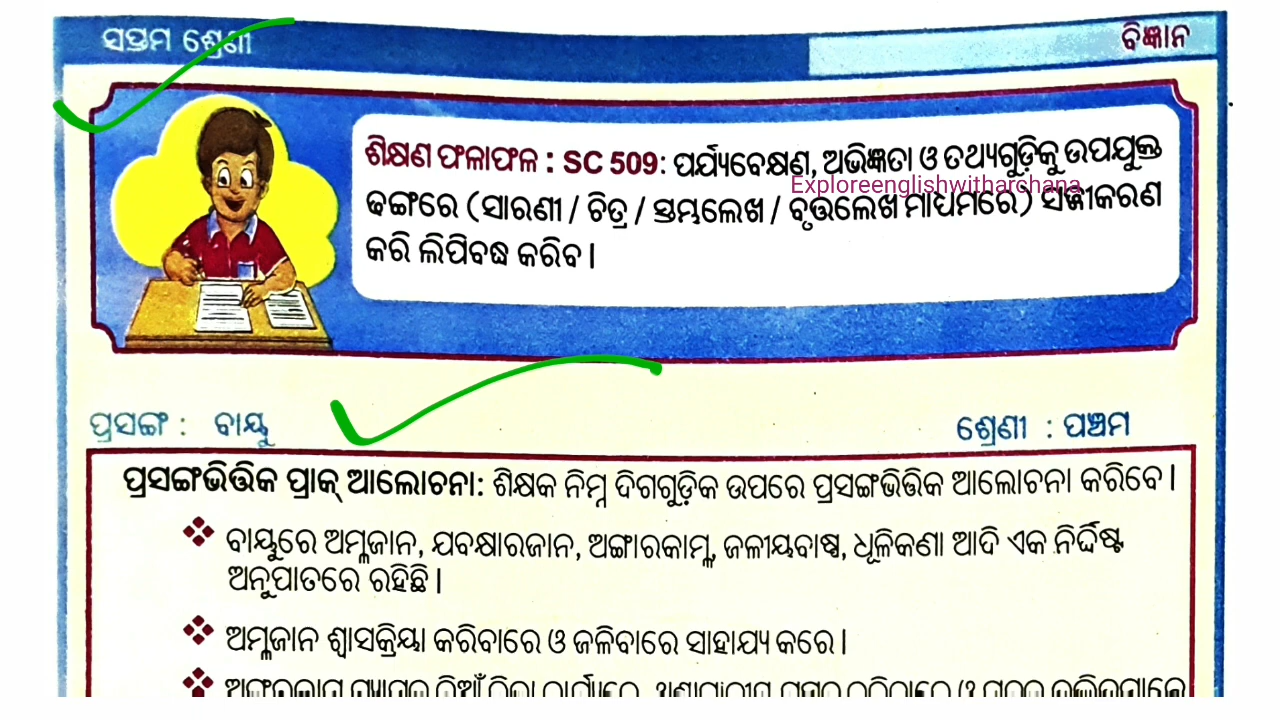 ସପ୍ତମ ଶ୍ରେଣୀ
ବିଜ୍ଞାନ
ଶିକ୍ଷଣ ଫଳାଫଳ : SC 509: ପର୍ଯ୍ୟବେକ୍ଷଣ, ଅଭିଜ୍ଞତା ଓ ତଥ୍ୟଗୁଡ଼ିକୁ ଉପଯୁକ୍ତ
Exploreenglishwitharchana
ଢଙ୍ଗରେ (ସାରଣୀ / ଚିତ୍ର / ସ୍ତମ୍ଭଲେଖ / ବୃତ୍ତଲେଖ ମାଧ୍ୟମରେ) ସଜ୍ଜୀକରଣ
କରି ଲିପିବଦ୍ଧ କରିବ ।
ପ୍ରସଙ୍ଗ : ବାୟୁ
ଶ୍ରେଣୀ : ପଞ୍ଚମ
ପ୍ରସଙ୍ଗଭିତ୍ତିକ ପ୍ରାକ୍ ଆଲୋଚନା: ଶିକ୍ଷକ ନିମ୍ନ ଦିଗଗୁଡ଼ିକ ଉପରେ ପ୍ରସଙ୍ଗଭିତ୍ତିକ ଆଲୋଚନା କରିବେ ।
❖ ବାୟୁରେ ଅମ୍ଳଜାନ, ଯବକ୍ଷାରଜାନ, ଅଙ୍ଗାରକାମ୍ଳ, ଜଳୀୟବାଷ୍ପ, ଧୂଳିକଣା ଆଦି ଏକ ନିର୍ଦ୍ଦିଷ୍ଟ
ଅନୁପାତରେ ରହିଛି ।
❖ ଅମ୍ଳଜାନ ଶ୍ୱାସକ୍ରିୟା କରିବାରେ ଓ ଜଳିବାରେ ସାହାଯ୍ୟ କରେ ।